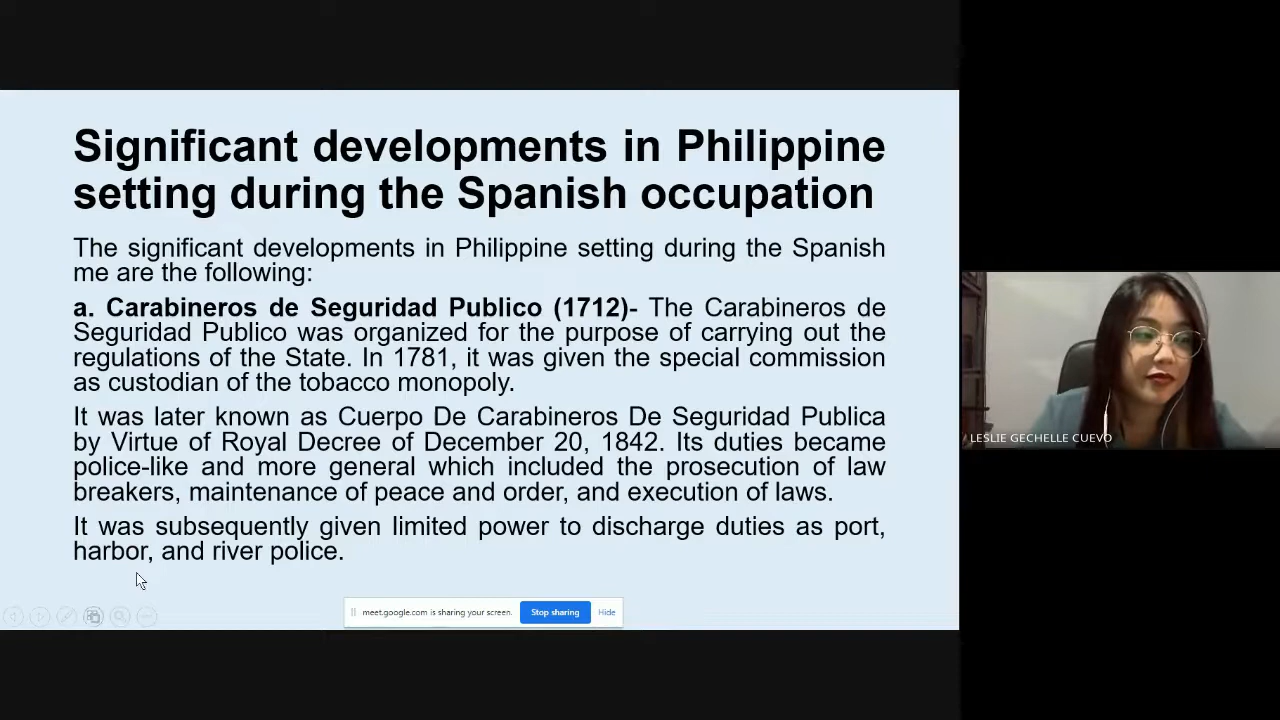 Significant developments in Philippine
setting during the Spanish occupation
The significant developments in Philippine setting during the Spanish
me are the following:
a. Carabineros de Seguridad Publico (1712)- The Carabineros de
Seguridad Publico was organized for the purpose of carrying out the
regulations of the State. In 1781, it was given the special commission
as custodian of the tobacco monopoly.
It was later known as Cuerpo De Carabineros De Seguridad Publica
by Virtue of Royal Decree of December 20, 1842. Its duties became
police-like and more general which included the prosecution of law
breakers, maintenance of peace and order, and execution of laws.
It was subsequently given limited power to discharge duties as port,
harbor, and river police.
meet.google.com is sharing your screen. Stop sharing Hide
LESLIE GECHELLE CUEVO